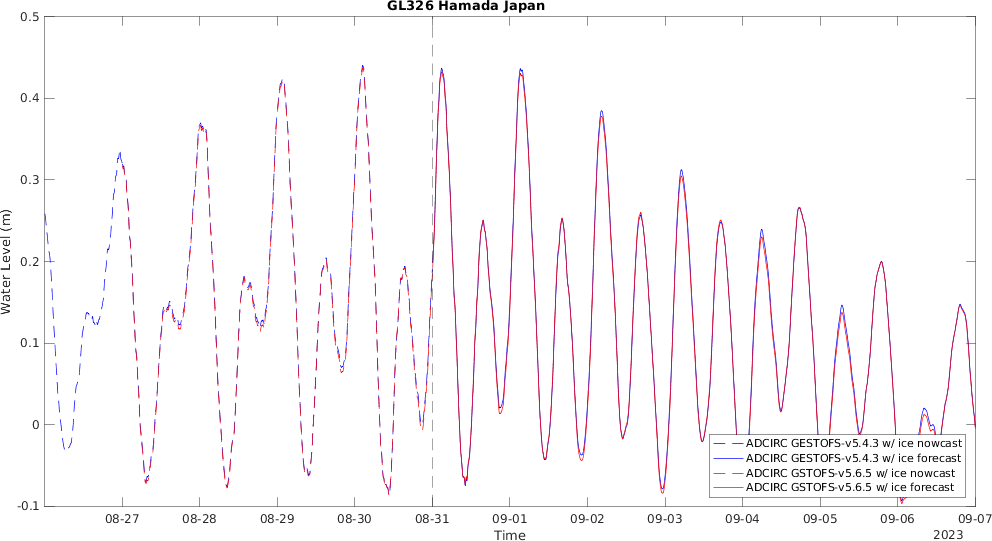 GL326 Hamada Japan
0.5
0.4
0.3
0.2
0.1
0
-0.1
Water Level (m)
08-27 08-28 08-29 08-30 08-31 09-01 09-02 09-03 09-04 09-05 09-06 09-07
Time
2023
ADCIRC GESTOFS-v5.4.3 w/ ice nowcast
ADCIRC GESTOFS-v5.4.3 w/ ice forecast
ADCIRC GSTOFS-v5.6.5 w/ ice nowcast
ADCIRC GSTOFS-v5.6.5 w/ ice forecast